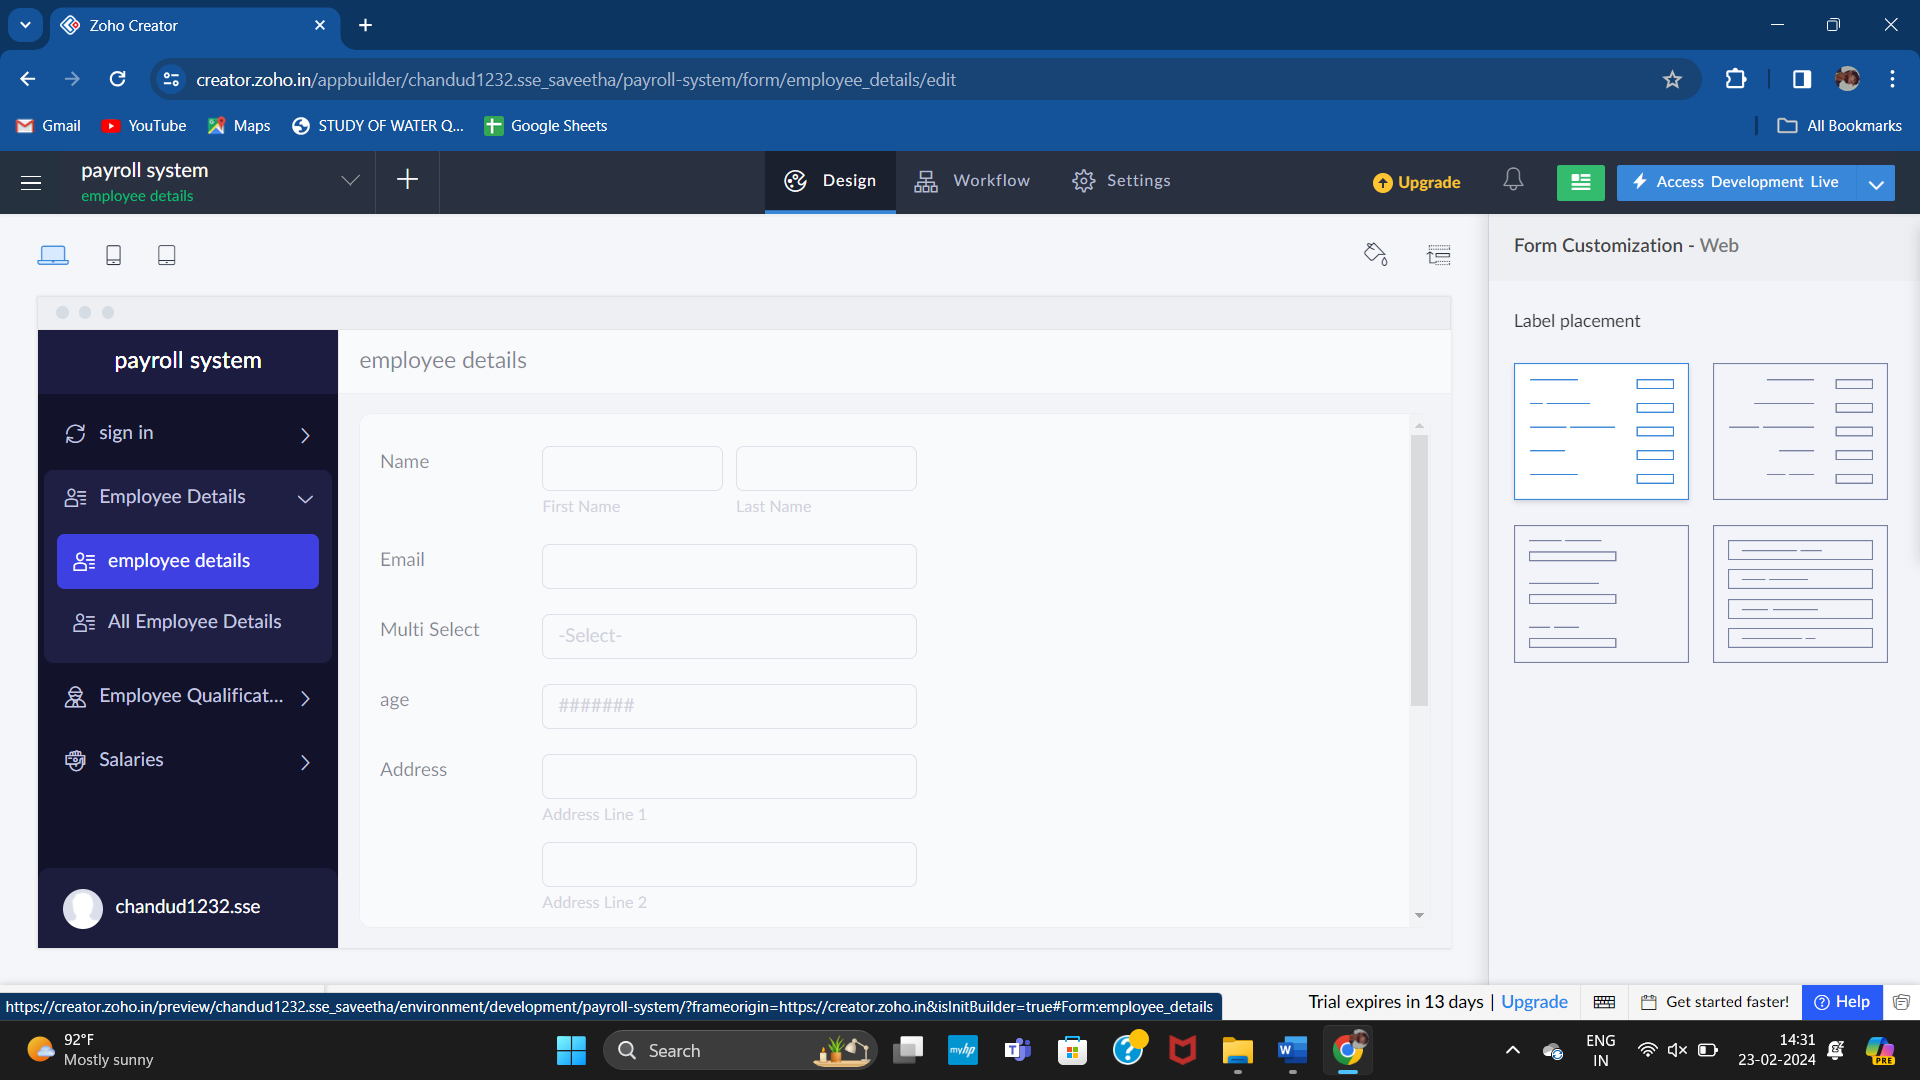 Zoho Creator
creator.zoho.in/appbuilder/chandud1232.sse_saveetha/payroll-system/form/employee_details/edit
Gmail YouTube Maps STUDY OF WATER Q... Google Sheets All Bookmarks
payroll system
employee details
Design Workflow Settings Upgrade Access Development Live
Form Customization - Web
Label placement
payroll system
sign in
Employee Details
employee details
All Employee Details
Employee Qualificat...
Salaries
chandud1232.sse
employee details
Name
First Name Last Name
Email
Multi Select -Select-
age #######
Address
Address Line 1
Address Line 2
https://creator.zoho.in/preview/chandud1232.sse_saveetha/environment/development/payroll-system/?frameorigin=https://creator.zoho.in&isInitBuilder=true#Form:employee_details
Trial expires in 13 days | Upgrade Get started faster! Help
92°F
Mostly sunny
Search
myhp
ENG
IN
14:31
23-02-2024
PRE